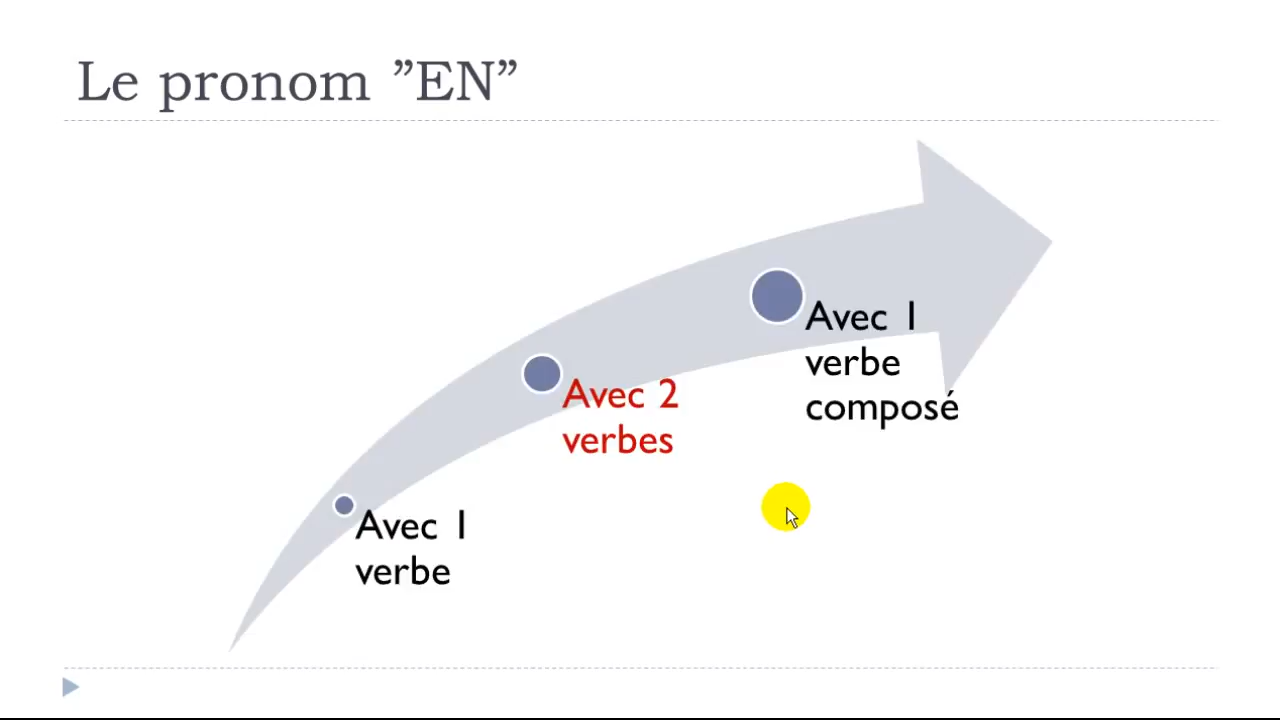 Le pronom ”EN”
Avec 1
verbe
composé
Avec 2
verbes
Avec 1
verbe